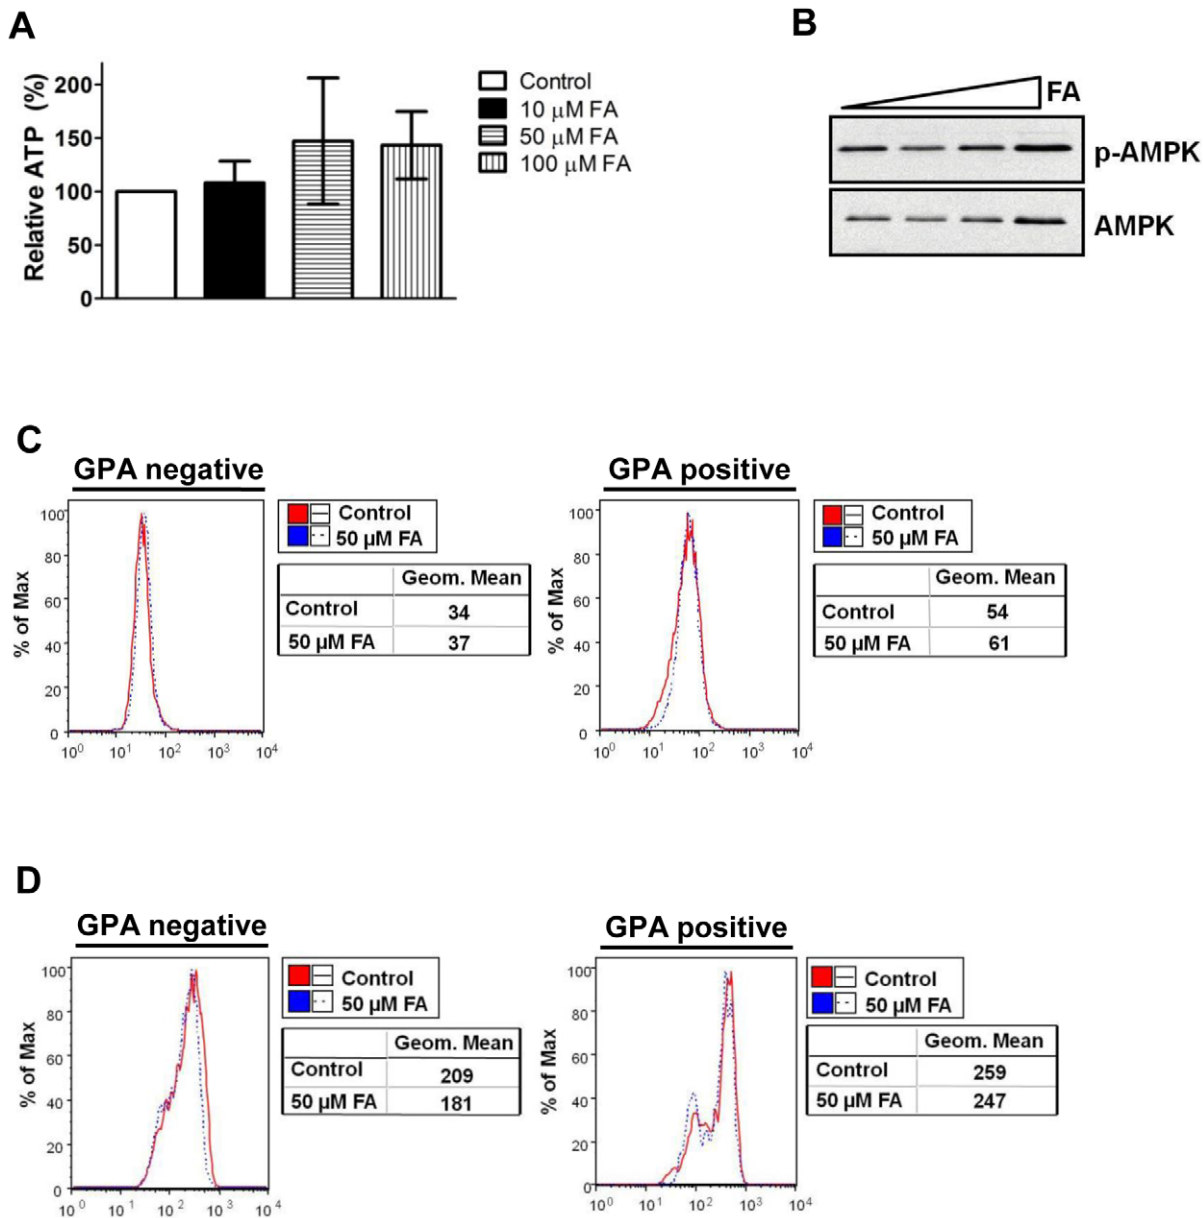 A
Relative ATP (%)
200
150
100
50
0
Control
10 μM FA
50 μM FA
100 μM FA
B
FA
p-AMPK
AMPK
C
GPA negative
% of Max
100
80
60
40
20
0
10^0 10^1 10^2 10^3 10^4
Control
50 μM FA
Geom. Mean
Control 34
50 μM FA 37
GPA positive
% of Max
100
80
60
40
20
0
10^0 10^1 10^2 10^3 10^4
Control
50 μM FA
Geom. Mean
Control 54
50 μM FA 61
D
GPA negative
% of Max
100
80
60
40
20
0
10^0 10^1 10^2 10^3 10^4
Control
50 μM FA
Geom. Mean
Control 209
50 μM FA 181
GPA positive
% of Max
100
80
60
40
20
0
10^0 10^1 10^2 10^3 10^4
Control
50 μM FA
Geom. Mean
Control 259
50 μM FA 247